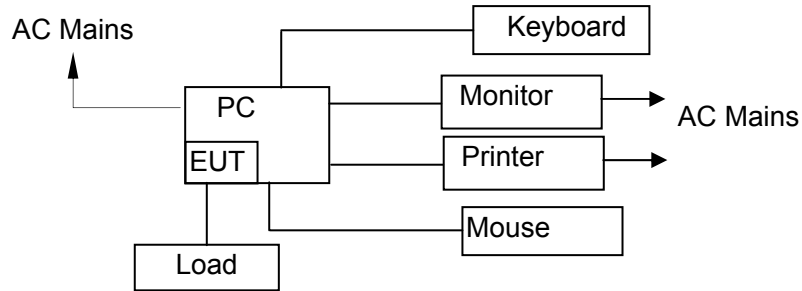 Keyboard
AC Mains
PC
Monitor
AC Mains
EUT
Printer
Mouse
Load